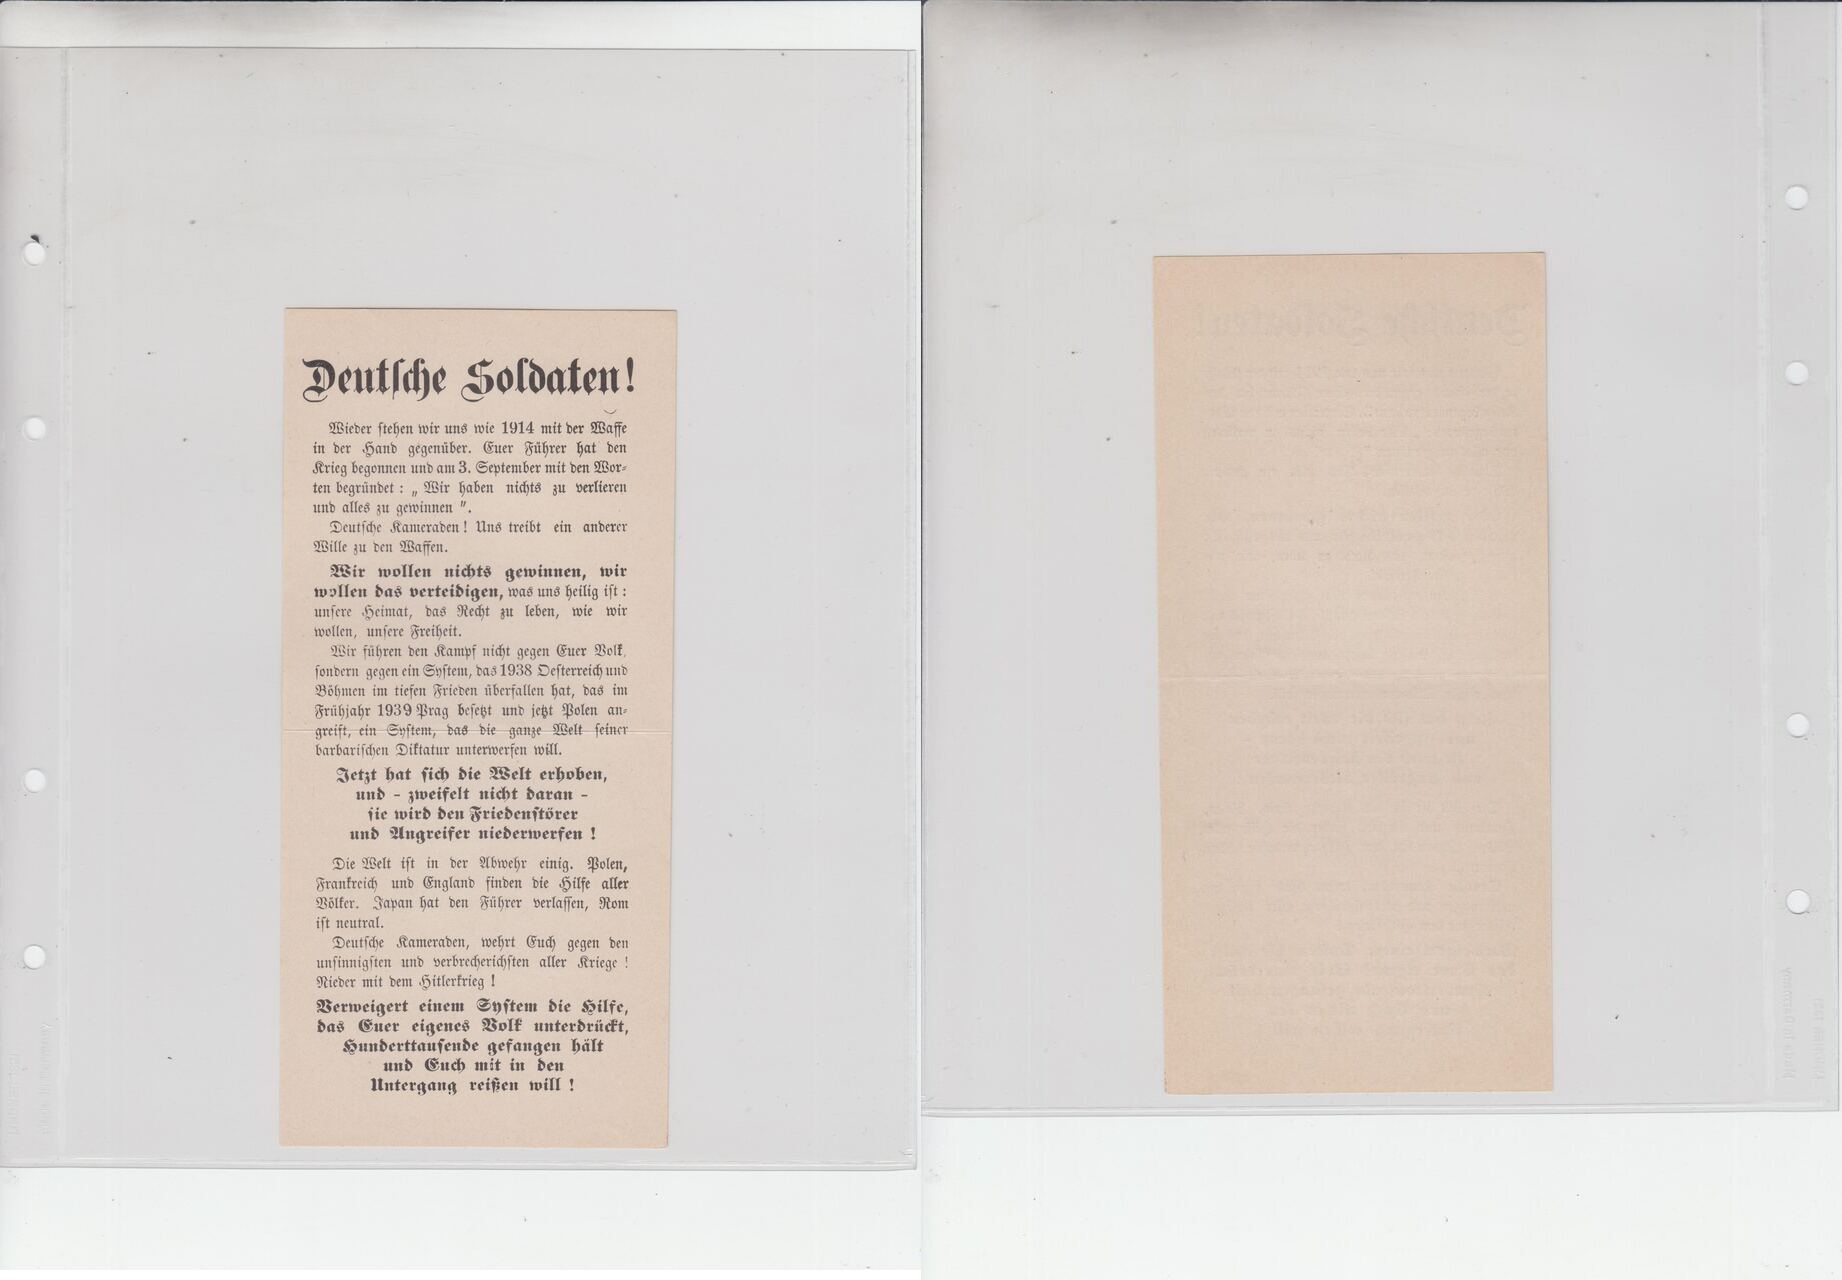 Deutsche Soldaten!
Wieder stehen wir uns wie 1914 mit der Waffe
in der Hand gegenüber. Euer Führer hat den
Krieg begonnen und am 3. September mit den Wor-
ten begründet : „ Wir haben nichts zu verlieren
und alles zu gewinnen ".
Deutsche Kameraden ! Uns treibt ein anderer
Wille zu den Waffen.
Wir wollen nichts gewinnen, wir
wollen das verteidigen, was uns heilig ist :
unsere Heimat, das Recht zu leben, wie wir
wollen, unsere Freiheit.
Wir führen den Kampf nicht gegen Euer Volk,
sondern gegen ein System, das 1938 Oesterreich und
Böhmen im tiefen Frieden überfallen hat, das im
Frühjahr 1939 Prag besetzt und jetzt Polen an-
greift, ein System, das die ganze Welt seiner
barbarischen Diktatur unterwerfen will.
Jetzt hat sich die Welt erhoben,
und - zweifelt nicht daran -
sie wird den Friedenstörer
und Angreifer niederwerfen !
Die Welt ist in der Abwehr einig. Polen,
Frankreich und England finden die Hilfe aller
Völker. Japan hat den Führer verlassen, Rom
ist neutral.
Deutsche Kameraden, wehrt Euch gegen den
unsinnigsten und verbrecherichsten aller Kriege !
Nieder mit dem Hitlerkrieg !
Verweigert einem System die Hilfe,
das Euer eigenes Volk unterdrückt,
Hunderttausende gefangen hält
und Euch mit in den
Untergang reißen will !